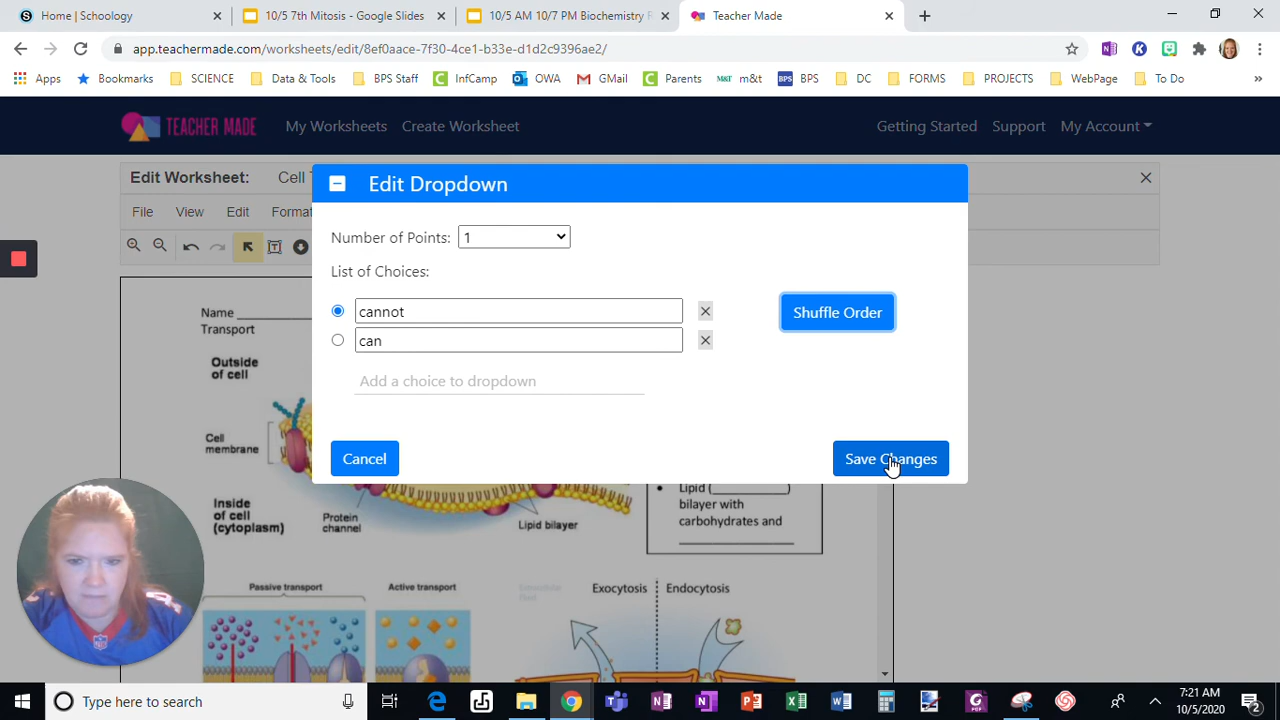 Home | Schoology
10/5 7th Mitosis - Google Slides
10/5 AM 10/7 PM Biochemistry
Teacher Made
app.teachermade.com/worksheets/edit/8ef0aace-7f30-4ce1-b33e-d1d2c9396ae2/
Apps
Bookmarks
SCIENCE
Data & Tools
BPS Staff
InfCamp
OWA
GMail
Parents
M&T m&t
BPS BPS
DC
FORMS
PROJECTS
WebPage
To Do
»
TEACHER MADE
My Worksheets
Create Worksheet
Getting Started
Support
My Account
Edit Worksheet:
Cell
File
View
Edit
Edit Dropdown
Number of Points: 1
List of Choices:
cannot
can
Add a choice to dropdown
Shuffle Order
Cancel
Save Changes
Name
Transport
Outside
of cell
Cell
membrane
Inside
of cell
(cytoplasm)
Protein
channel
Lipid bilayer
• Lipid (__________)
bilayer with
carbohydrates and
Passive transport
Active transport
Exocytosis
Endocytosis
Type here to search
7:21 AM
10/5/2020
2